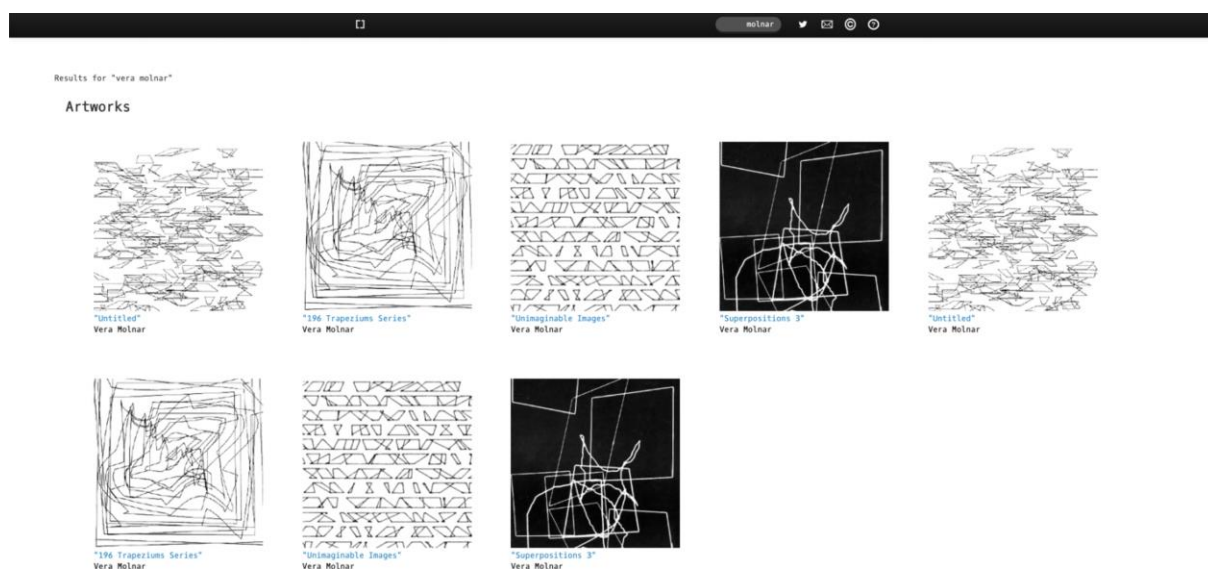 []
molnar
Results for "vera molnar"
Artworks
"Untitled"
Vera Molnar
"196 Trapeziums Series"
Vera Molnar
"Unimaginable Images"
Vera Molnar
"Superpositions 3"
Vera Molnar
"Untitled"
Vera Molnar
"196 Trapeziums Series"
Vera Molnar
"Unimaginable Images"
Vera Molnar
"Superpositions 3"
Vera Molnar